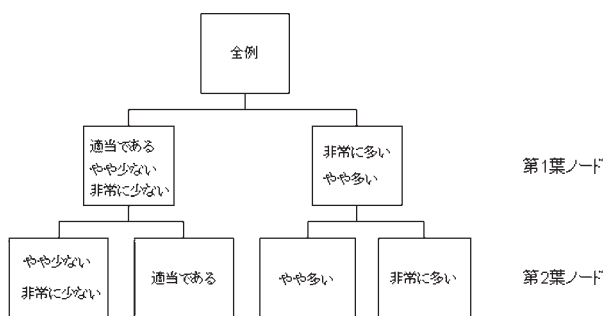 全例
適当である
やや少ない
非常に少ない
非常に多い
やや多い
第1葉ノード
やや少ない
非常に少ない
適当である
やや多い
非常に多い
第2葉ノード